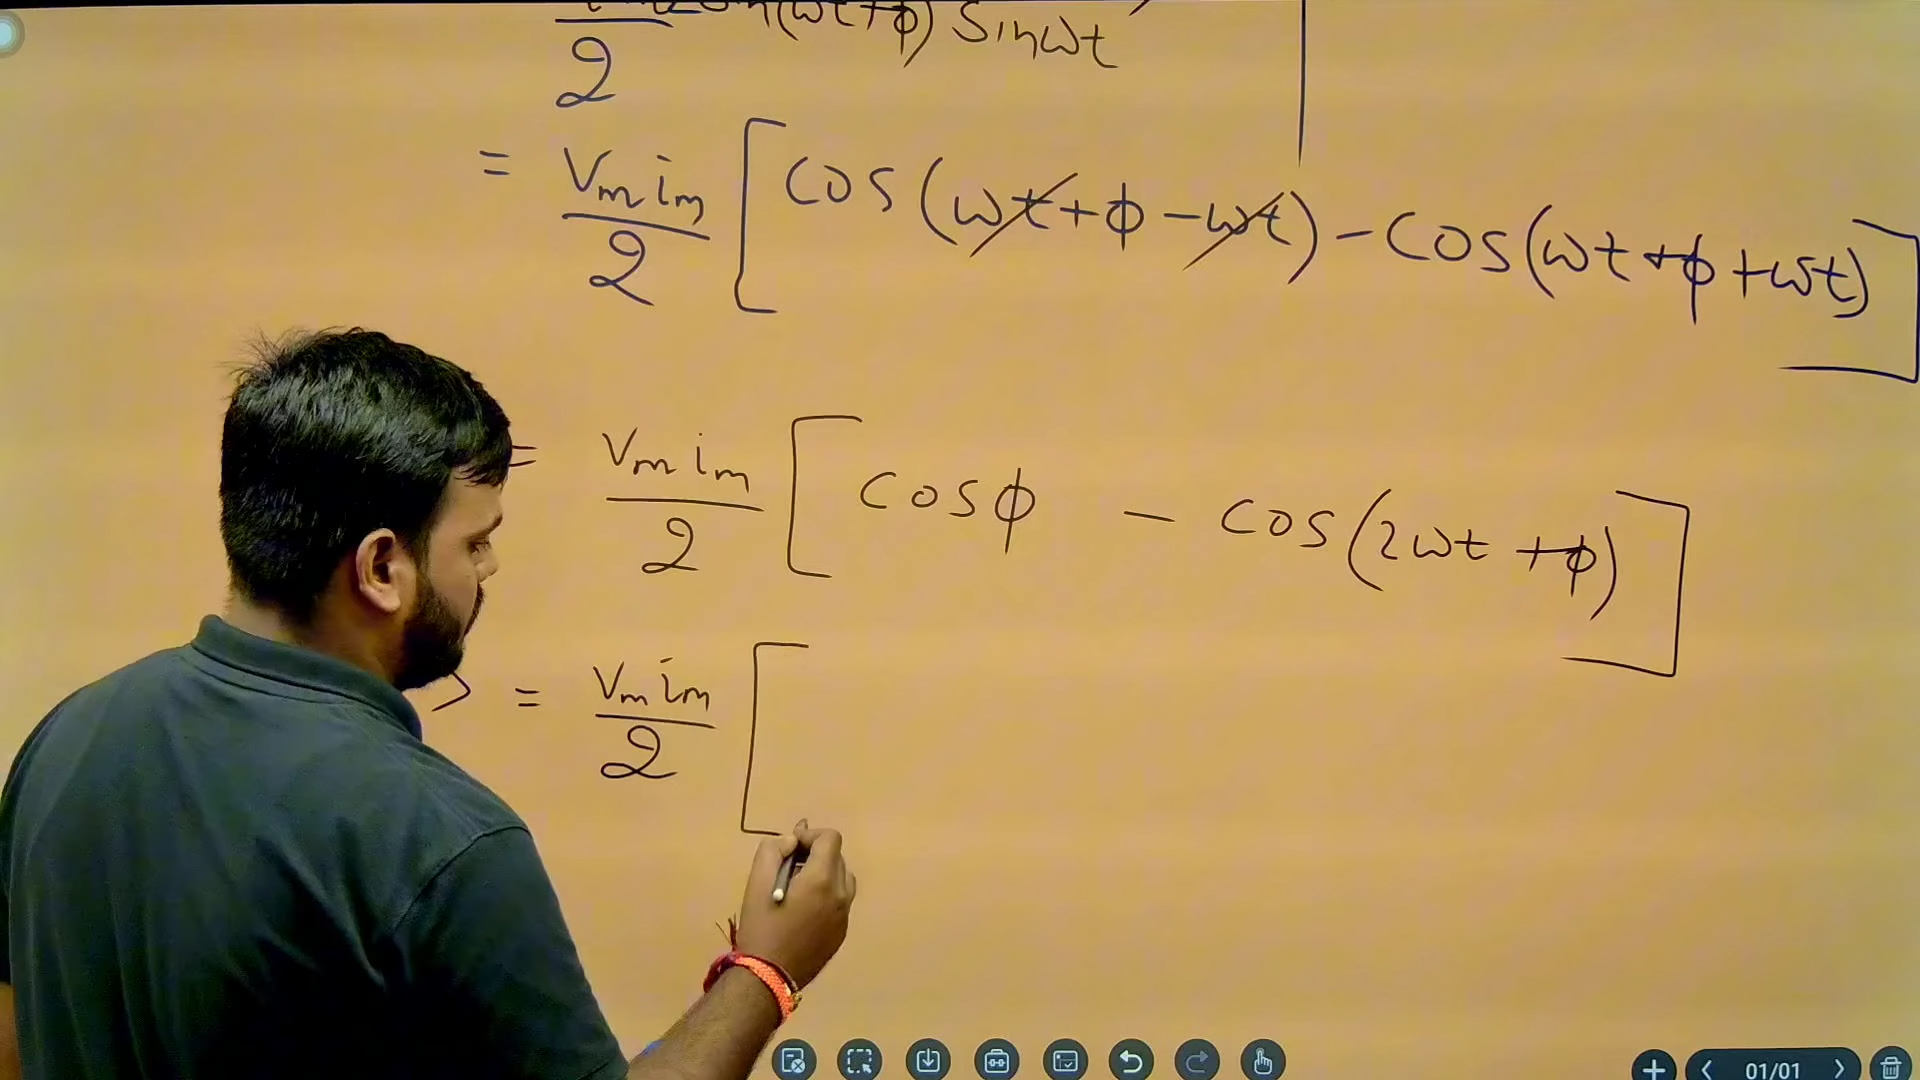 2 sin(ωt+φ) sinωt
2
= Vm im / 2 [cos(ωt+φ-ωt) - cos(ωt+φ+ωt)]
= Vm im / 2 [cosφ - cos(2ωt+φ)]
> = Vm im / 2 [
01/01